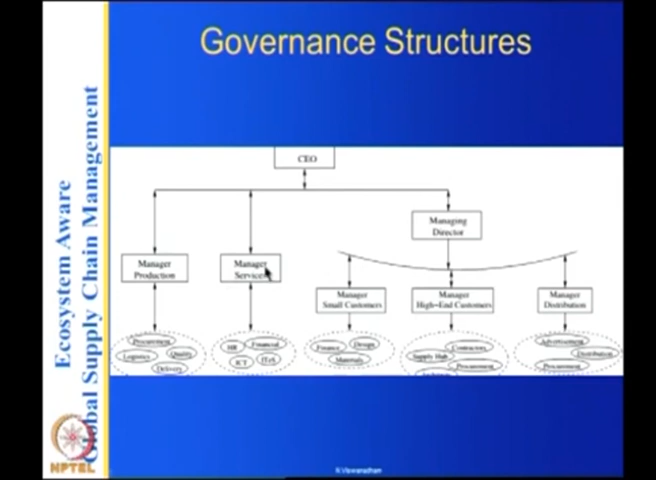 Governance Structures
Ecosystem Aware
Global Supply Chain Management
CEO
Managing
Director
Manager
Production
Manager
Services
Manager
Small Customers
Manager
High-End Customers
Manager
Distribution
Procurement
Logistics
Quality
Delivery
HR
Financial
ICT
ITeS
Finance
Design
Materials
Contractors
Supply Hub
Procurement
Advertisement
Distribution
Procurement
NPTEL
N.Viswanadham